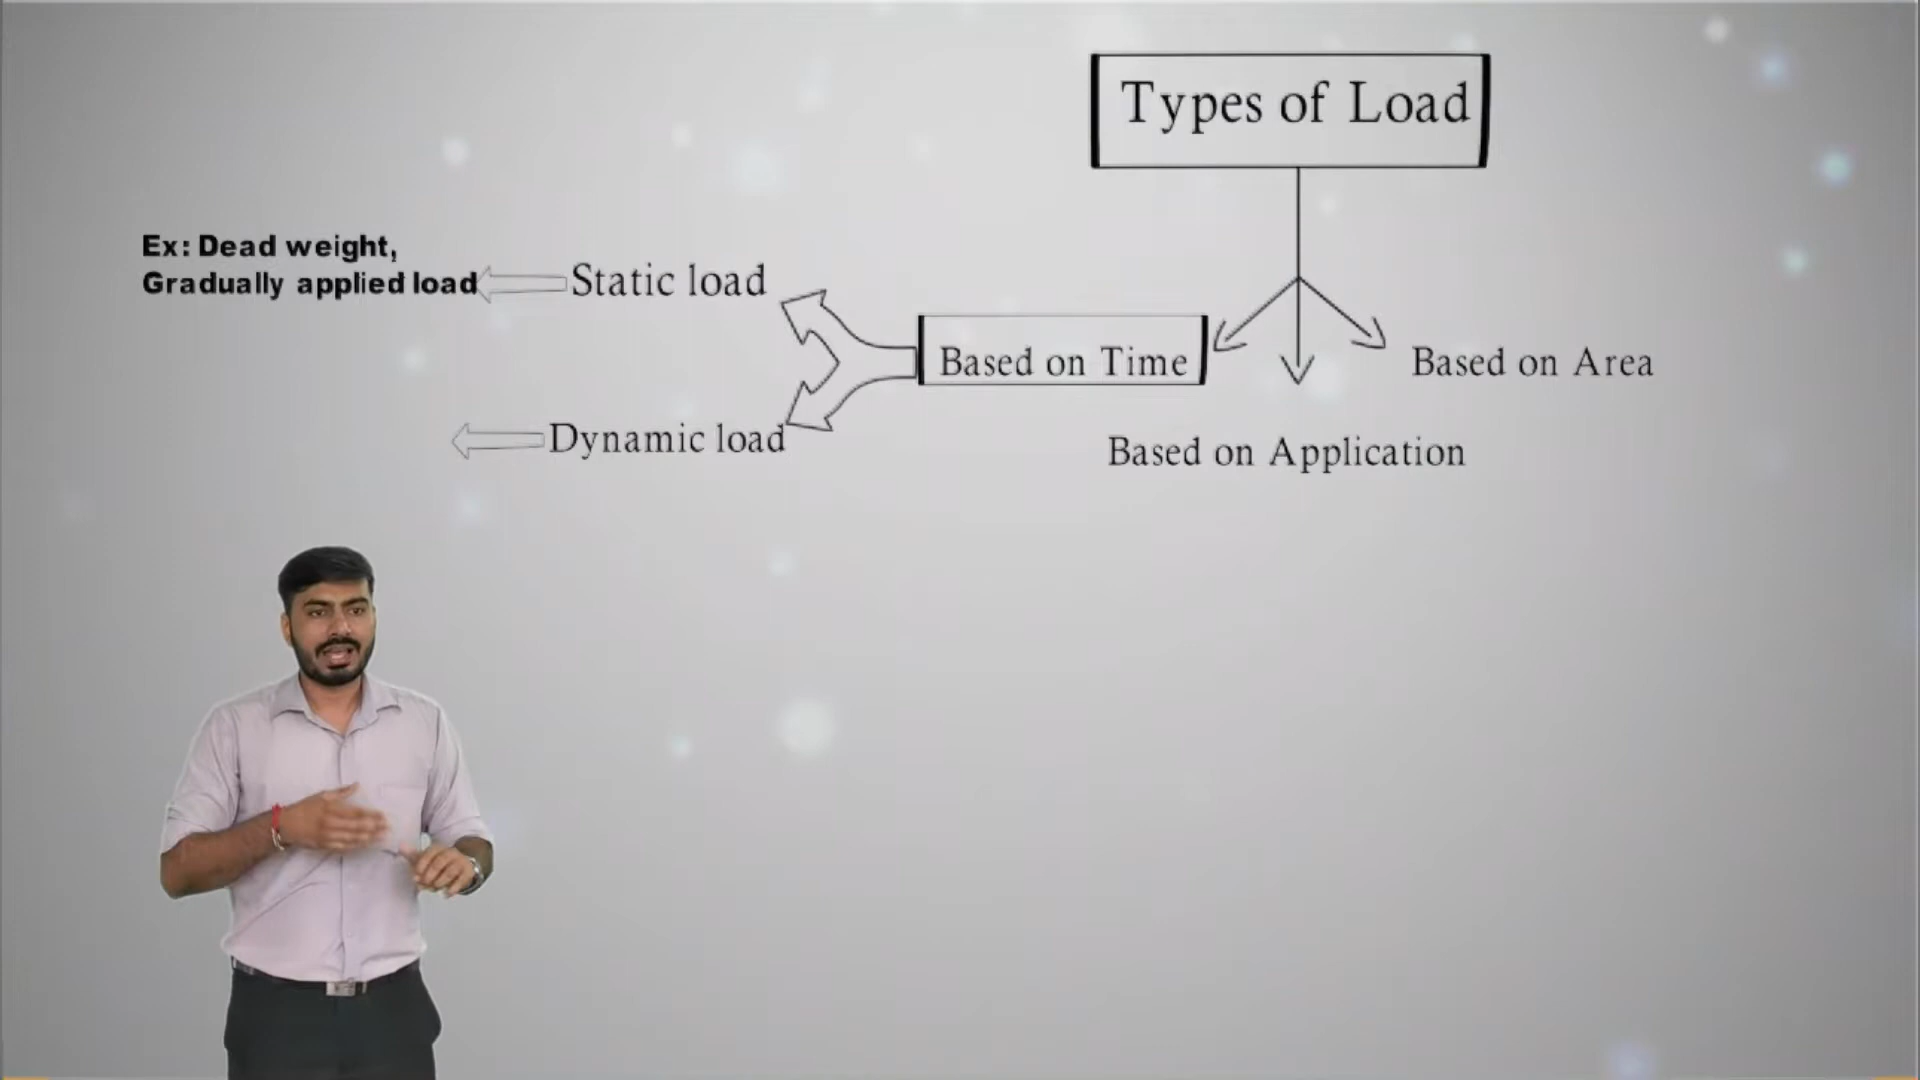 Types of Load
Ex: Dead weight,
Gradually applied load
Static load
Based on Time
Based on Area
Dynamic load
Based on Application